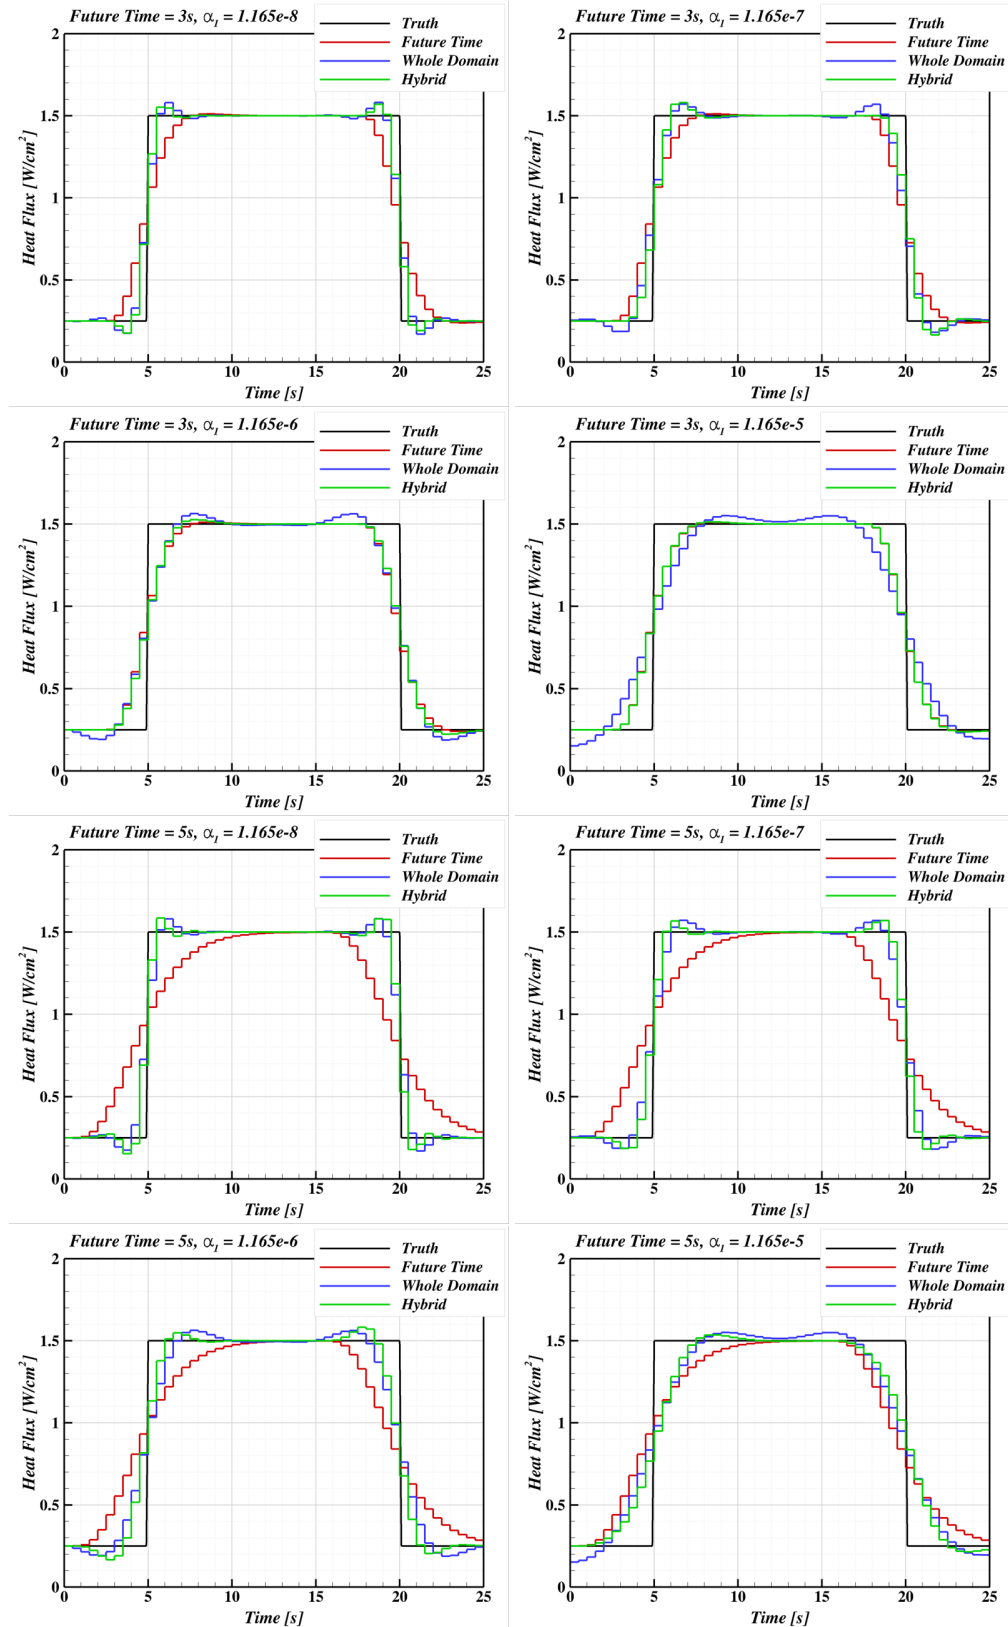 Future Time = 3s, α₁ = 1.165e-8
Truth
Future Time
Whole Domain
Hybrid
Heat Flux [W/cm²]
2
1.5
1
0.5
0
0 5 10 15 20 25
Time [s]
Future Time = 3s, α₁ = 1.165e-7
Truth
Future Time
Whole Domain
Hybrid
Heat Flux [W/cm²]
2
1.5
1
0.5
0
0 5 10 15 20 25
Time [s]
Future Time = 3s, α₁ = 1.165e-6
Truth
Future Time
Whole Domain
Hybrid
Heat Flux [W/cm²]
2
1.5
1
0.5
0
0 5 10 15 20 25
Time [s]
Future Time = 3s, α₁ = 1.165e-5
Truth
Future Time
Whole Domain
Hybrid
Heat Flux [W/cm²]
2
1.5
1
0.5
0
0 5 10 15 20 25
Time [s]
Future Time = 5s, α₁ = 1.165e-8
Truth
Future Time
Whole Domain
Hybrid
Heat Flux [W/cm²]
2
1.5
1
0.5
0
0 5 10 15 20 25
Time [s]
Future Time = 5s, α₁ = 1.165e-7
Truth
Future Time
Whole Domain
Hybrid
Heat Flux [W/cm²]
2
1.5
1
0.5
0
0 5 10 15 20 25
Time [s]
Future Time = 5s, α₁ = 1.165e-6
Truth
Future Time
Whole Domain
Hybrid
Heat Flux [W/cm²]
2
1.5
1
0.5
0
0 5 10 15 20 25
Time [s]
Future Time = 5s, α₁ = 1.165e-5
Truth
Future Time
Whole Domain
Hybrid
Heat Flux [W/cm²]
2
1.5
1
0.5
0
0 5 10 15 20 25
Time [s]